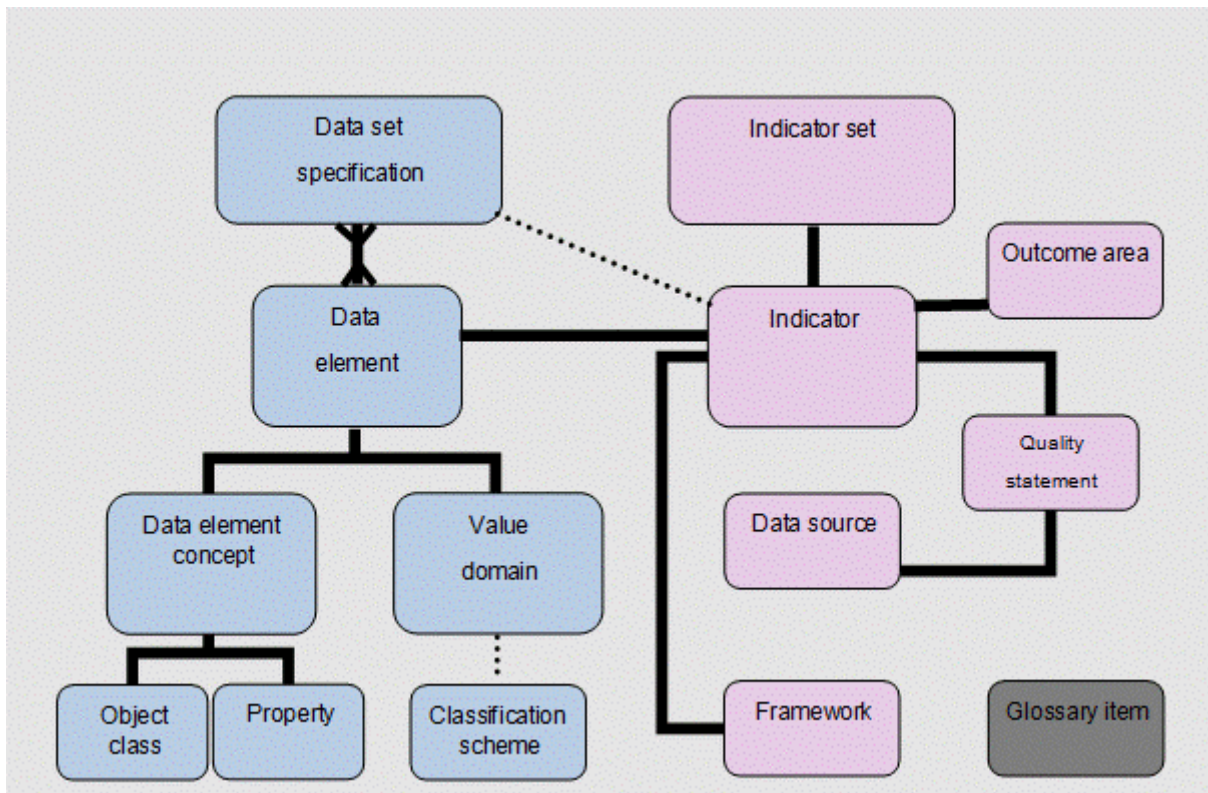 Data set
specification
Indicator set
Outcome area
Data
element
Indicator
Quality
statement
Data element
concept
Value
domain
Data source
Object
class
Property
Classification
scheme
Framework
Glossary item